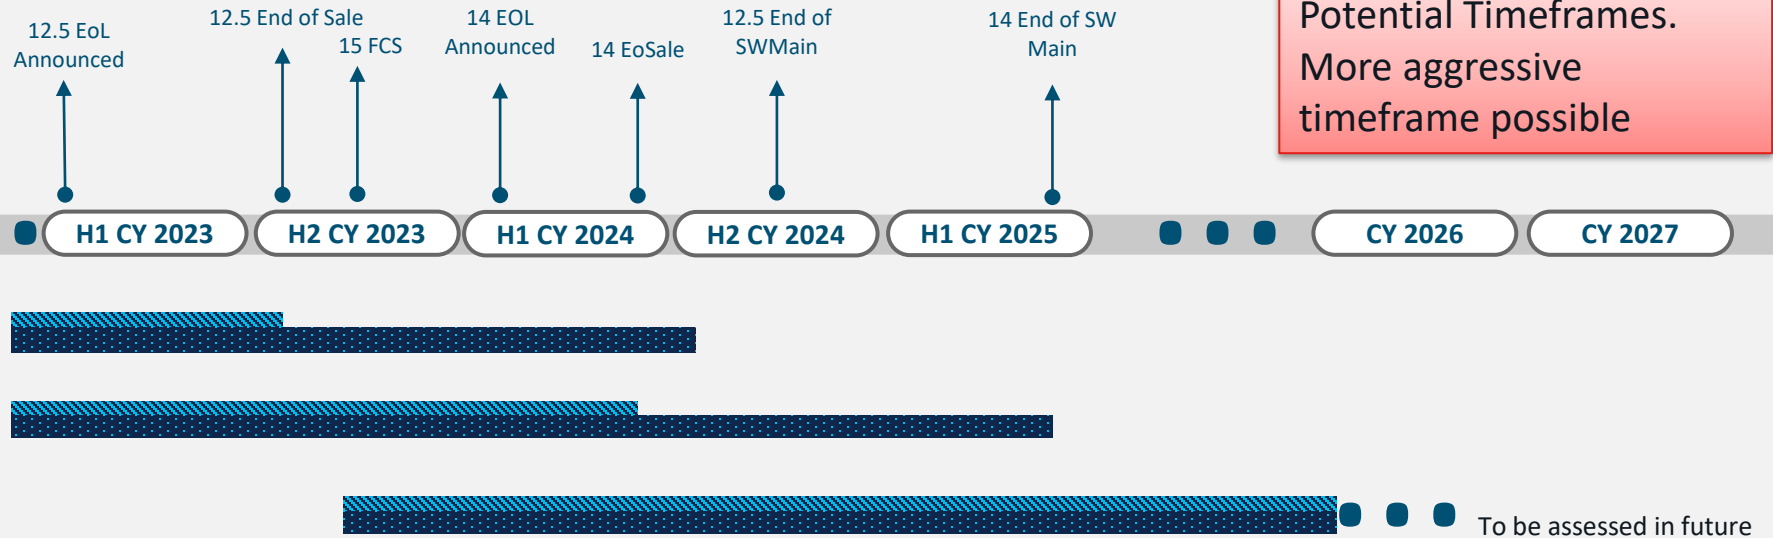 12.5 EoL
Announced
12.5 End of Sale
15 FCS
14 EOL
Announced
14 EoSale
12.5 End of
SWMain
14 End of SW
Main
Potential Timeframes.
More aggressive
timeframe possible
H1 CY 2023
H2 CY 2023
H1 CY 2024
H2 CY 2024
H1 CY 2025
CY 2026
CY 2027
To be assessed in future